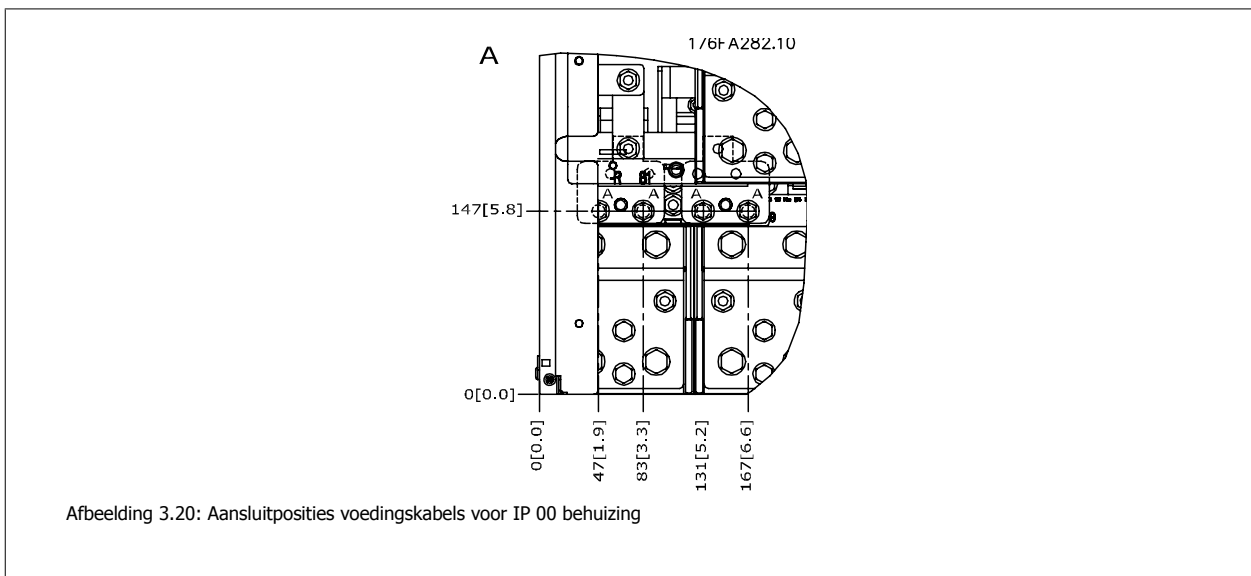 176FA282.10
A
R 81
A A A A
147[5.8]
0[0.0]
0[0.0]
47[1.9]
83[3.3]
131[5.2]
167[6.6]
Afbeelding 3.20: Aansluitposities voedingskabels voor IP 00 behuizing